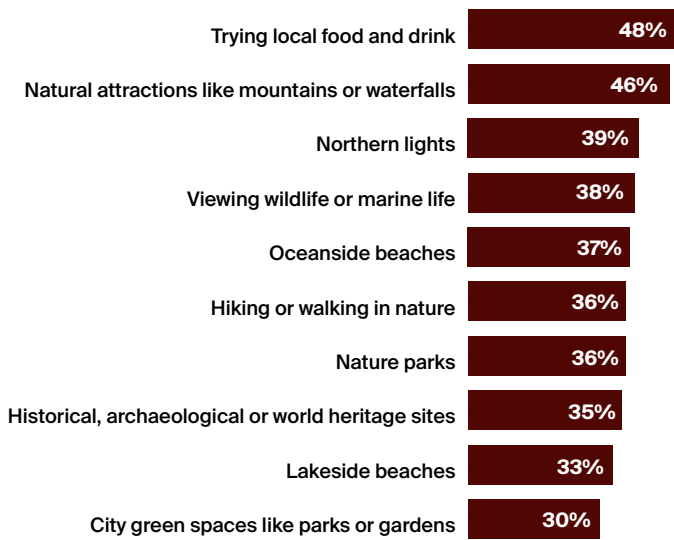 Trying local food and drink 48%
Natural attractions like mountains or waterfalls 46%
Northern lights 39%
Viewing wildlife or marine life 38%
Oceanside beaches 37%
Hiking or walking in nature 36%
Nature parks 36%
Historical, archaeological or world heritage sites 35%
Lakeside beaches 33%
City green spaces like parks or gardens 30%